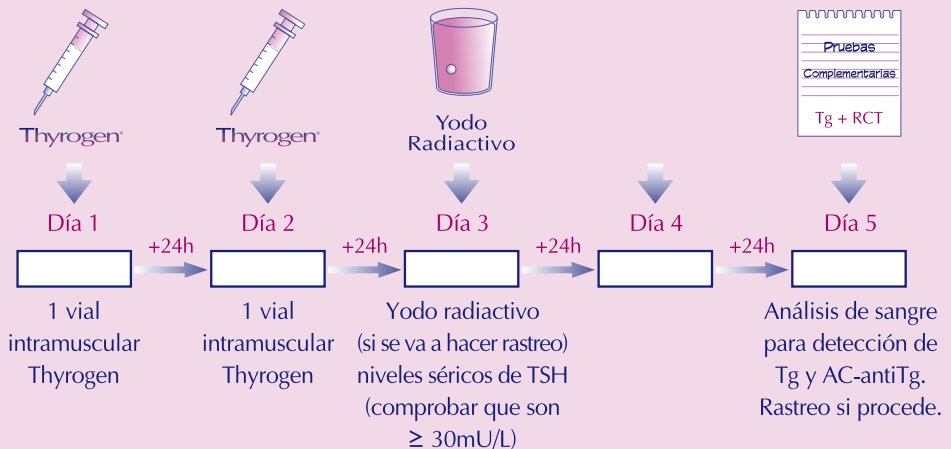 Pruebas
Complementarias
Tg + RCT
Thyrogen®
Thyrogen®
Yodo
Radiactivo
Día 1
Día 2
Día 3
Día 4
Día 5
+24h
+24h
+24h
+24h
1 vial
intramuscular
Thyrogen
1 vial
intramuscular
Thyrogen
Yodo radiactivo
(si se va a hacer rastreo)
niveles séricos de TSH
(comprobar que son
≥ 30mU/L)
Análisis de sangre
para detección de
Tg y AC-antiTg.
Rastreo si procede.